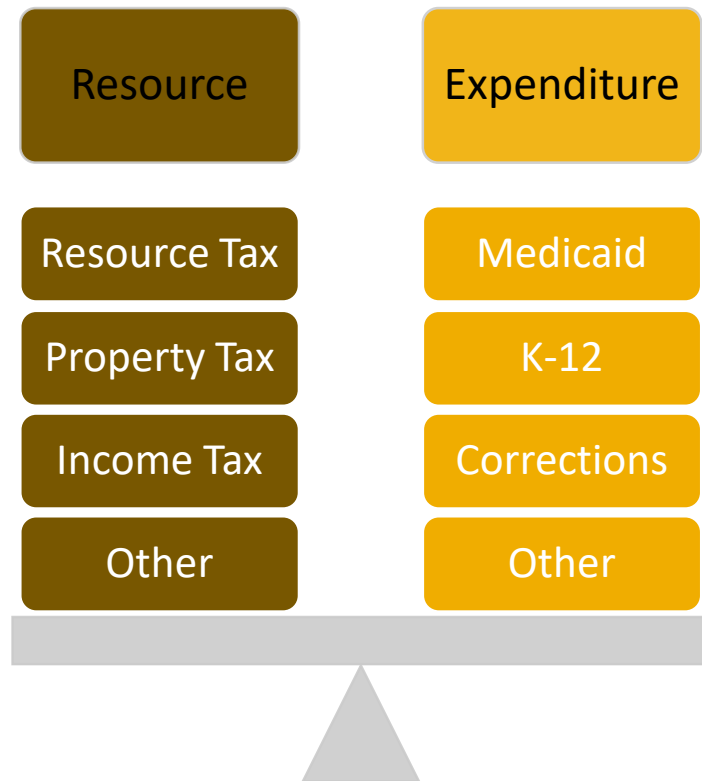 Resource
Expenditure
Resource Tax
Medicaid
Property Tax
K-12
Income Tax
Corrections
Other
Other